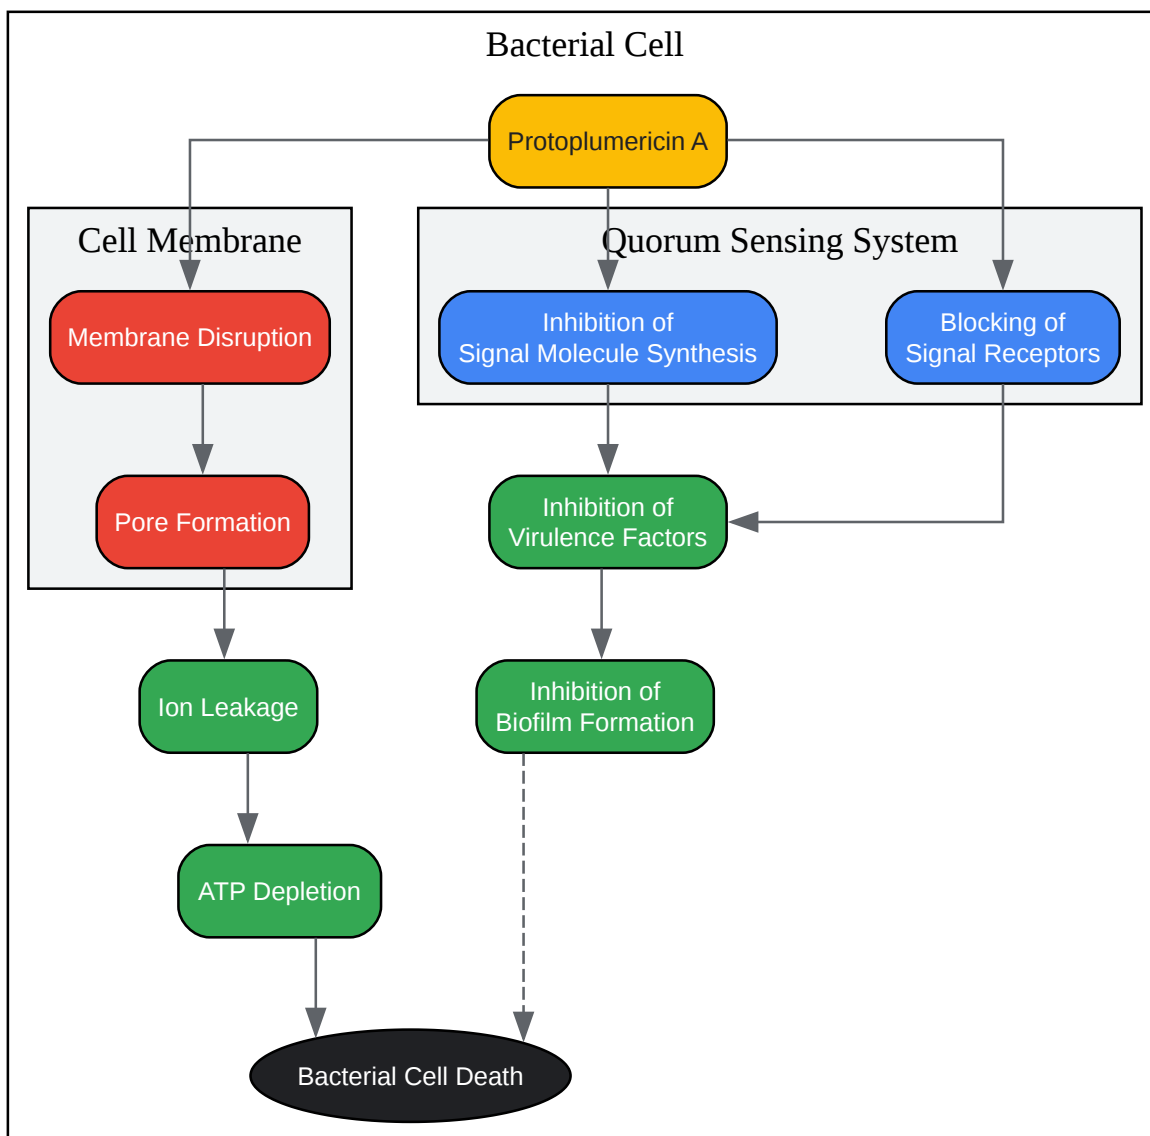 Bacterial Cell
Protoplumericin A
Cell Membrane
Quorum Sensing System
Membrane Disruption
Inhibition of
Signal Molecule Synthesis
Blocking of
Signal Receptors
Pore Formation
Inhibition of
Virulence Factors
Ion Leakage
Inhibition of
Biofilm Formation
ATP Depletion
Bacterial Cell Death